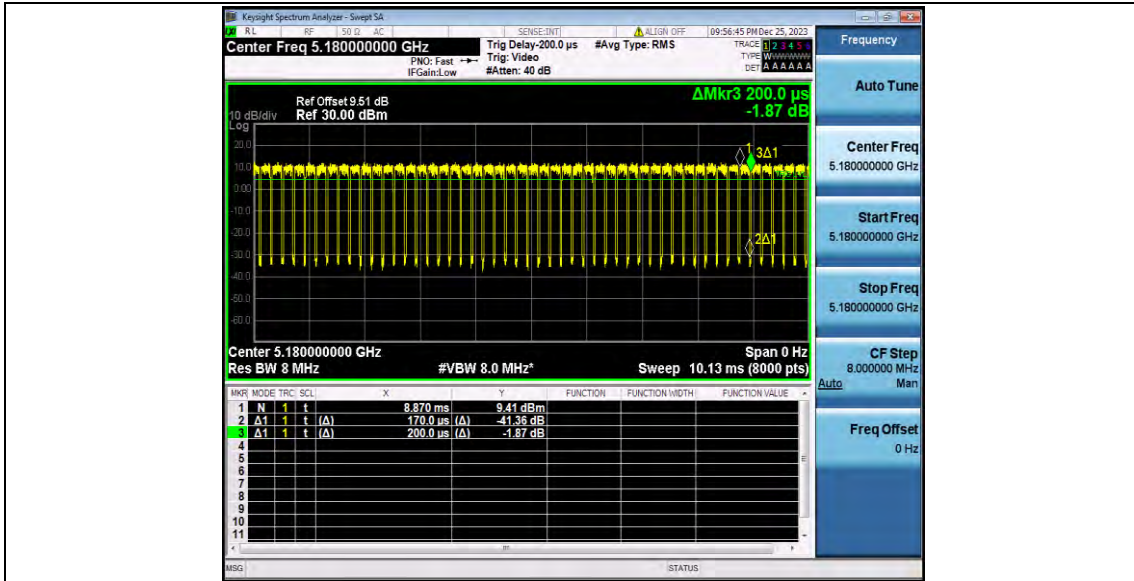 Keysight Spectrum Analyzer - Swept SA
RL RF 50 Ω AC SENSE:INT ALIGN OFF 09:56:45 PM Dec 25, 2023
Center Freq 5.180000000 GHz
PNO: Fast
IFGain:Low
Trig Delay-200.0 µs
Trig: Video
#Atten: 40 dB
#Avg Type: RMS
TRACE 1 2 3 4 5 6
TYPE W
DET A A A A A A
Frequency
Auto Tune
Center Freq
5.180000000 GHz
Start Freq
5.180000000 GHz
Stop Freq
5.180000000 GHz
CF Step
8.000000 MHz
Auto Man
Freq Offset
0 Hz
ΔMkr3 200.0 µs
-1.87 dB
Ref Offset 9.51 dB
10 dB/div Ref 30.00 dBm
Log
20.0
10.0
0.00
-10.0
-20.0
-30.0
-40.0
-50.0
-60.0
1
3Δ1
2Δ1
Center 5.180000000 GHz Span 0 Hz
Res BW 8 MHz #VBW 8.0 MHz* Sweep 10.13 ms (8000 pts)
MKR MODE TRC SCL X Y FUNCTION FUNCTION WIDTH FUNCTION VALUE
1 N 1 t 8.870 ms 9.41 dBm
2 Δ1 1 t (Δ) 170.0 µs (Δ) -41.36 dB
3 Δ1 1 t (Δ) 200.0 µs (Δ) -1.87 dB
4
5
6
7
8
9
10
11
MSG STATUS